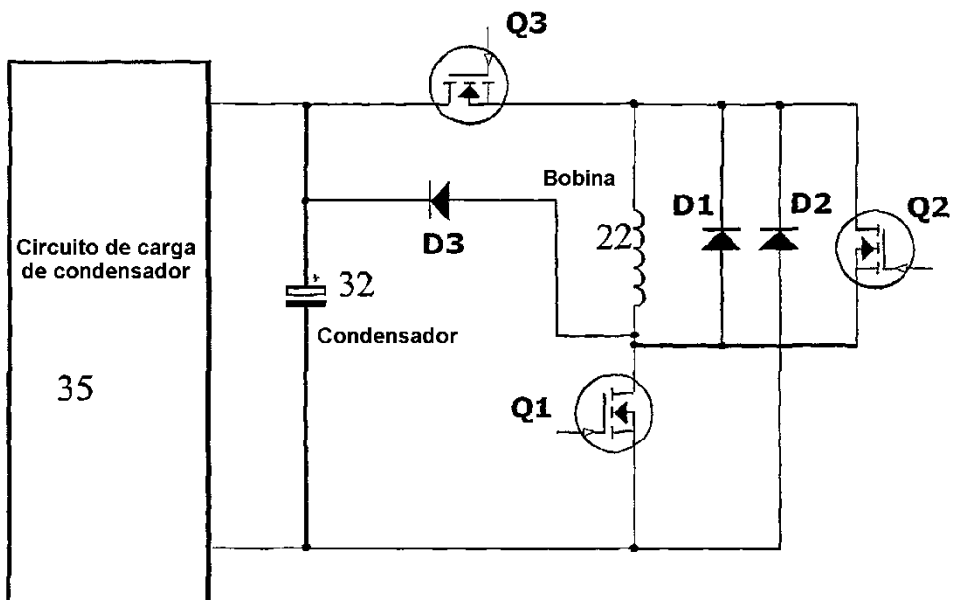 Q3
Bobina
D1
D2
Q2
D3
22
Circuito de carga
de condensador
+
32
Condensador
35
Q1